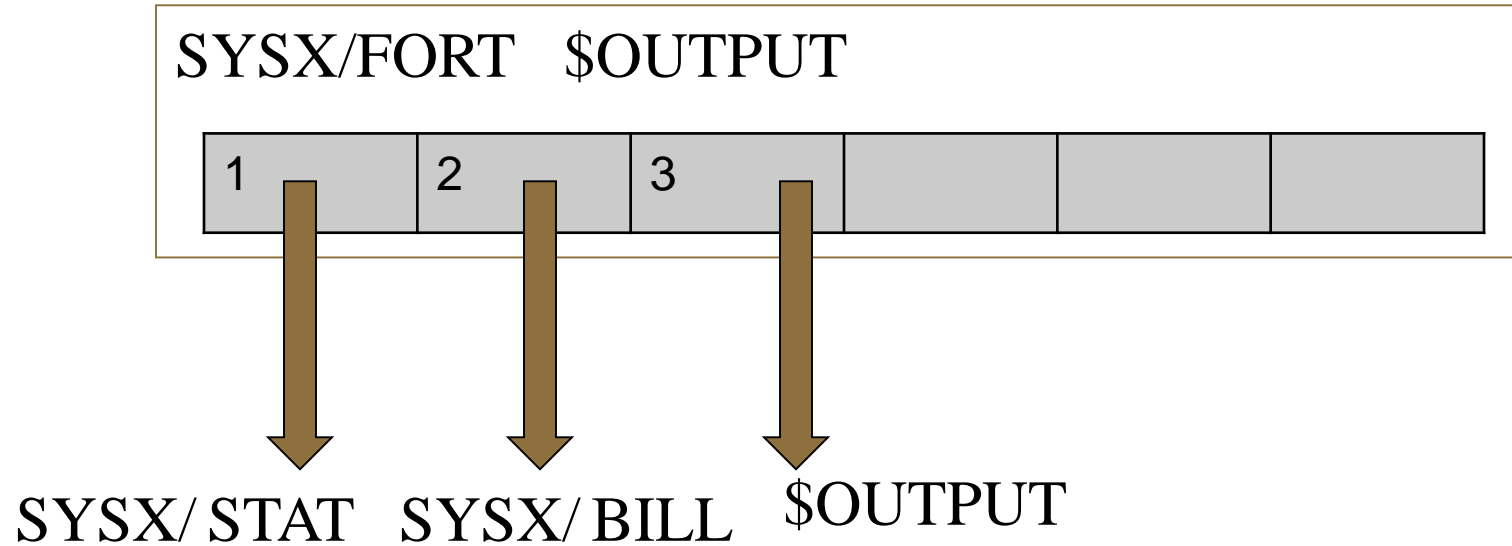 SYSX/FORT $OUTPUT
1 2 3
SYSX/ STAT SYSX/ BILL $OUTPUT